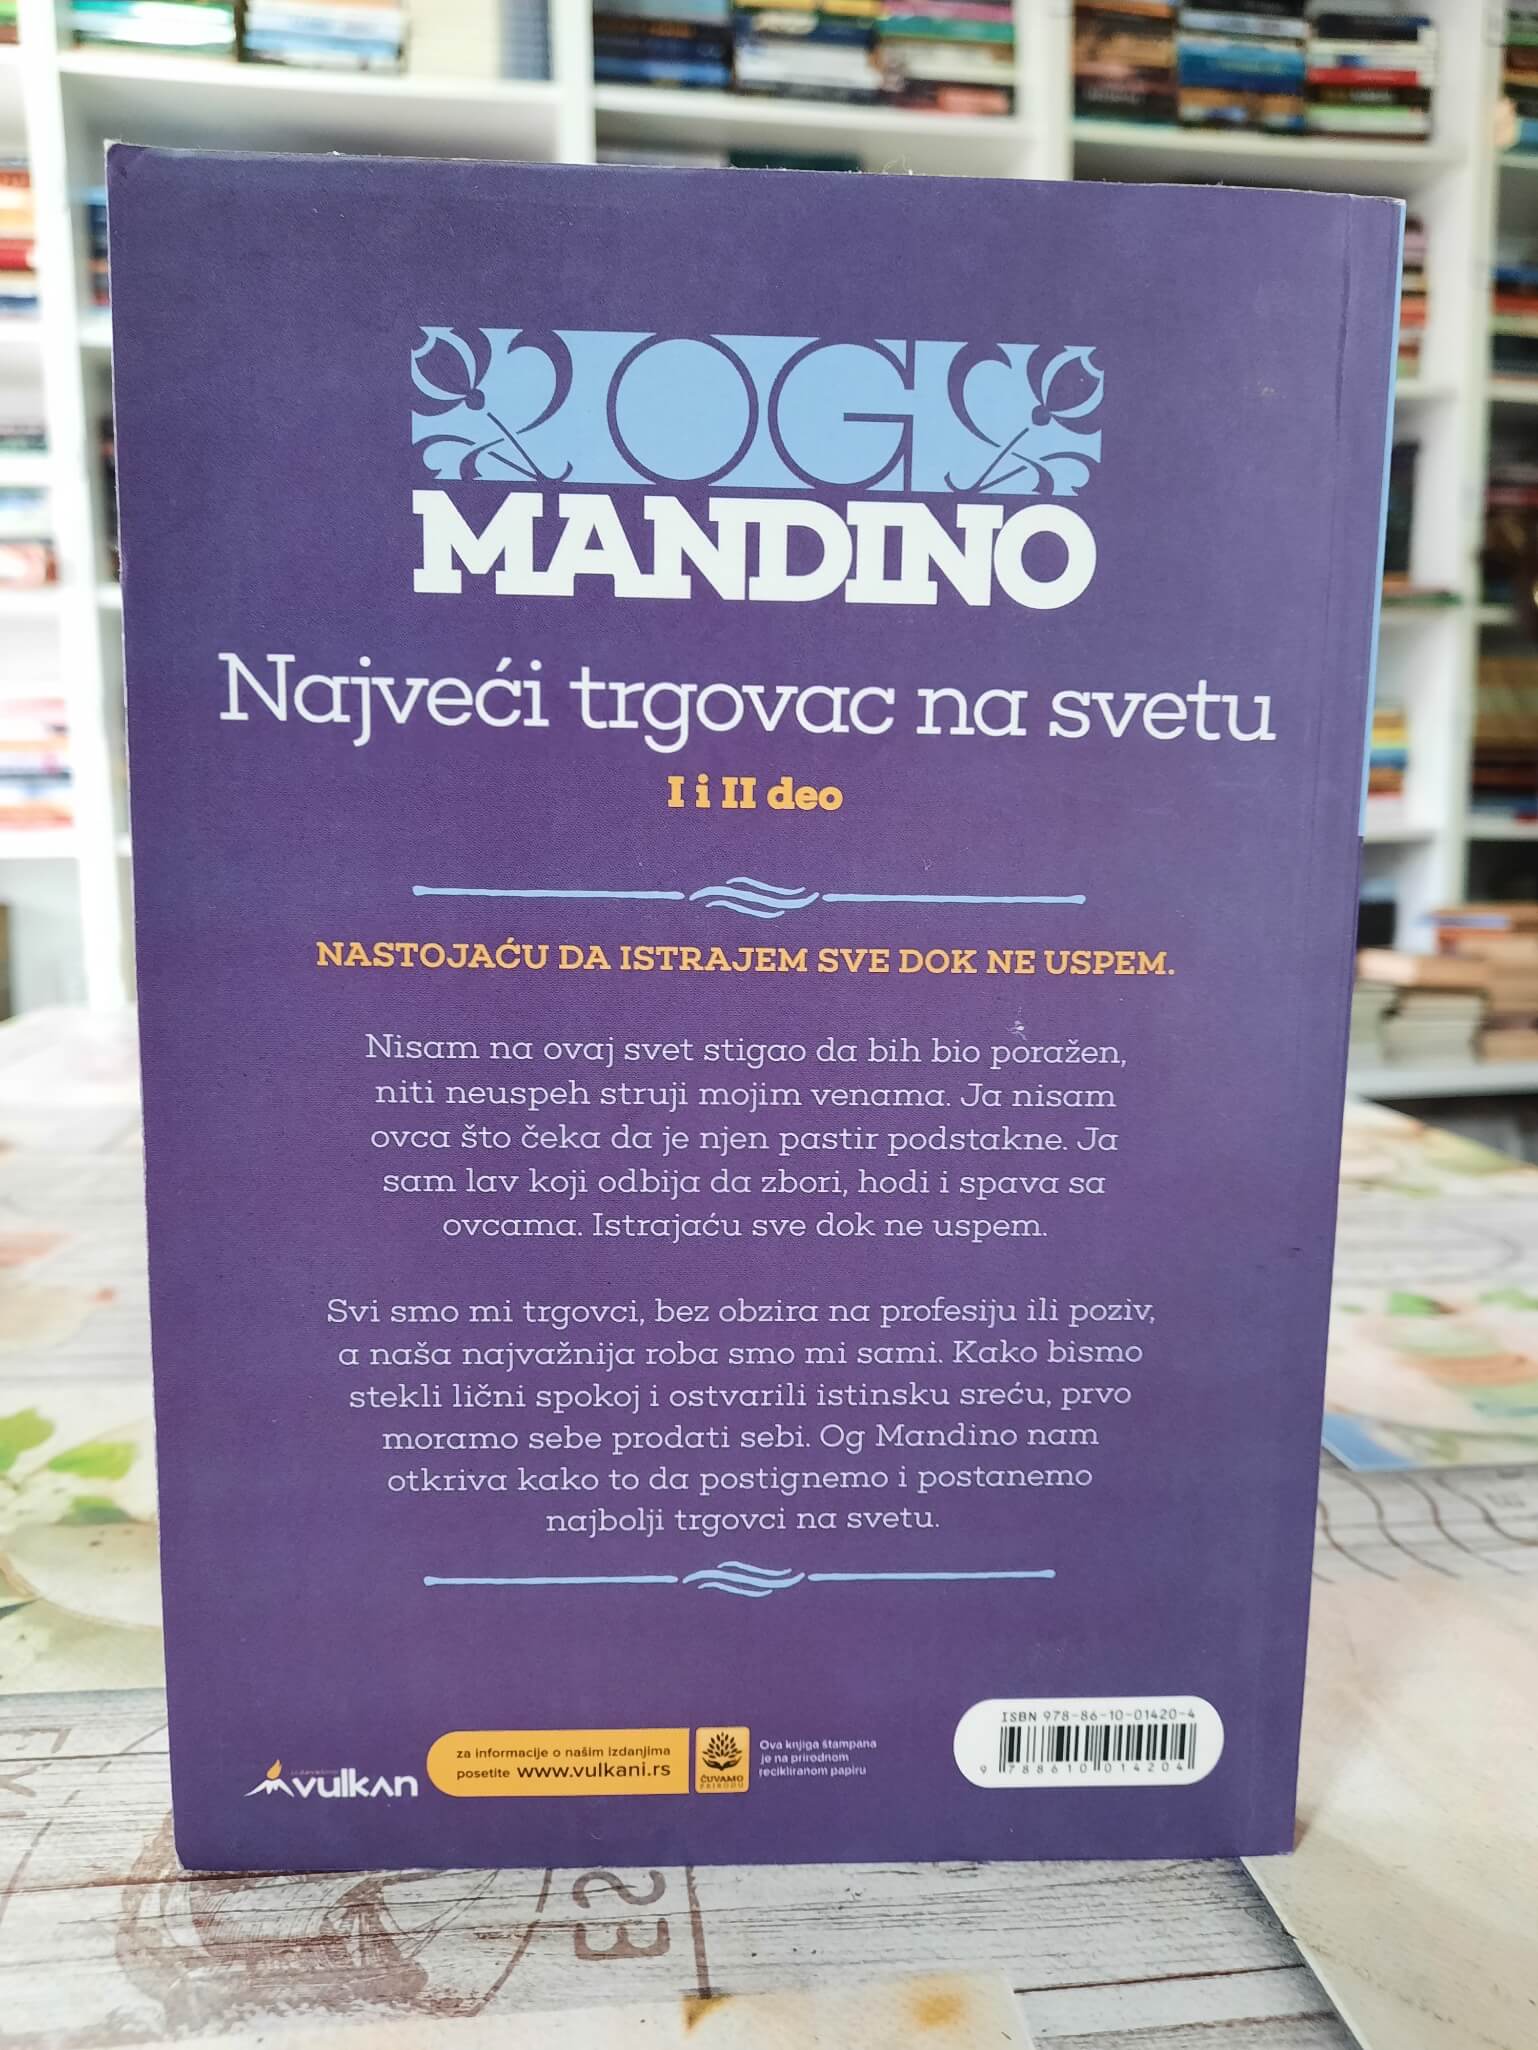 OG
MANDINO
Najveći trgovac na svetu
I i II deo
NASTOJAĆU DA ISTRAJEM SVE DOK NE USPEM.
Nisam na ovaj svet stigao da bih bio poražen,
niti neuspeh struji mojim venama. Ja nisam
ovca što čeka da je njen pastir podstakne. Ja
sam lav koji odbija da zbori, hodi i spava sa
ovcama. Istrajaću sve dok ne uspem.
Svi smo mi trgovci, bez obzira na profesiju ili poziv,
a naša najvažnija roba smo mi sami. Kako bismo
stekli lični spokoj i ostvarili istinsku sreću, prvo
moramo sebe prodati sebi. Og Mandino nam
otkriva kako to da postignemo i postanemo
najbolji trgovci na svetu.
vulkan
za informacije o našim izdanjima
posetite www.vulkani.rs
ČUVAMO
PRIRODU
Ova knjiga štampana
je na prirodnom
recikliranom papiru
ISBN 978-86-10-01420-4
9 788610 014204